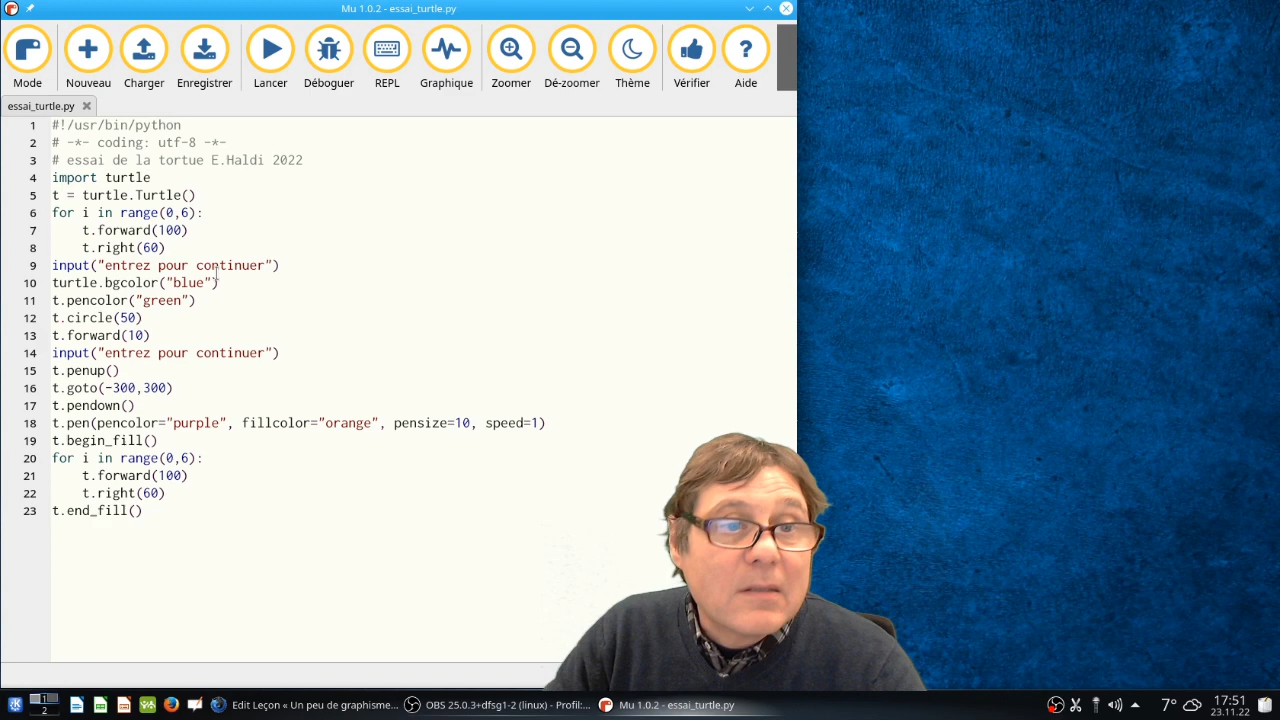 Mu 1.0.2 - essai_turtle.py
Mode Nouveau Charger Enregistrer Lancer Déboguer REPL Graphique Zoomer Dé-zoomer Thème Vérifier Aide
essai_turtle.py
1 #!/usr/bin/python
2 # -*- coding: utf-8 -*-
3 # essai de la tortue E.Haldi 2022
4 import turtle
5 t = turtle.Turtle()
6 for i in range(0,6):
7 t.forward(100)
8 t.right(60)
9 input("entrez pour continuer")
10 turtle.bgcolor("blue")
11 t.pencolor("green")
12 t.circle(50)
13 t.forward(10)
14 input("entrez pour continuer")
15 t.penup()
16 t.goto(-300,300)
17 t.pendown()
18 t.pen(pencolor="purple", fillcolor="orange", pensize=10, speed=1)
19 t.begin_fill()
20 for i in range(0,6):
21 t.forward(100)
22 t.right(60)
23 t.end_fill()
1
2
Edit Leçon « Un peu de graphisme... OBS 25.0.3+dfsg1-2 (linux) - Profil:... Mu 1.0.2 - essai_turtle.py 7° 17:51
23.11.22